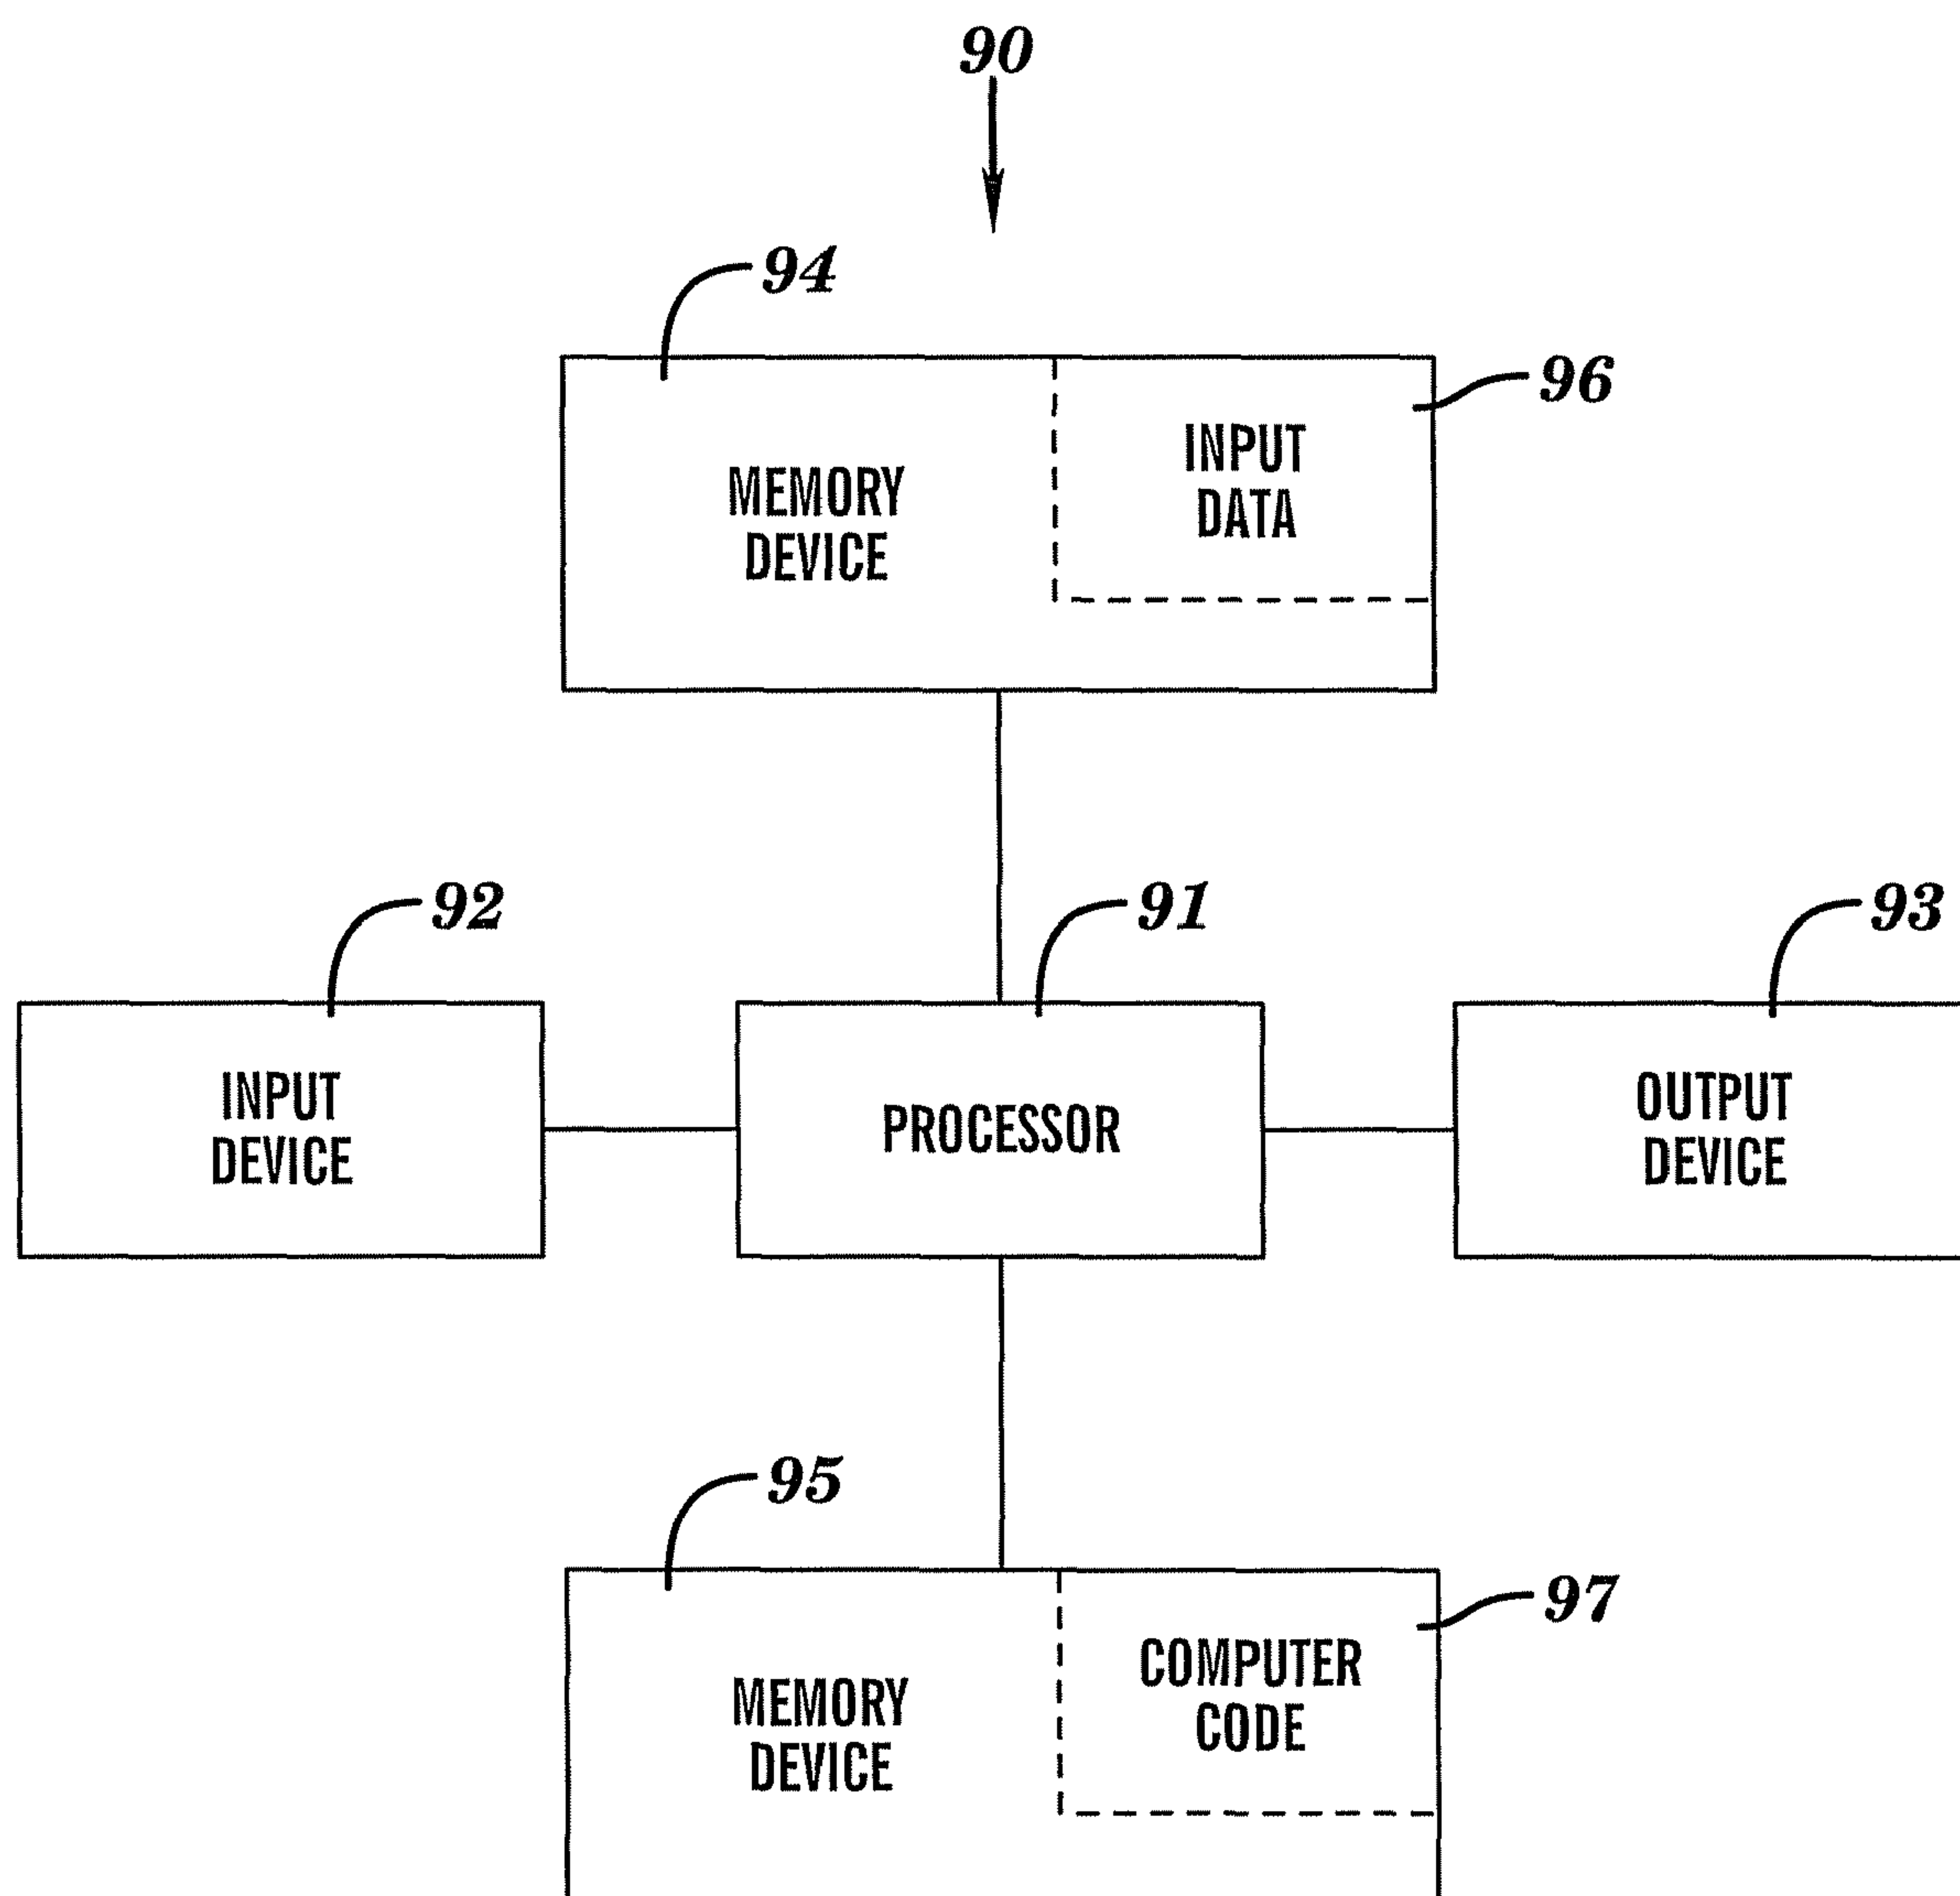 90
94
96
MEMORY
DEVICE
INPUT
DATA
92
91
93
INPUT
DEVICE
PROCESSOR
OUTPUT
DEVICE
95
97
MEMORY
DEVICE
COMPUTER
CODE